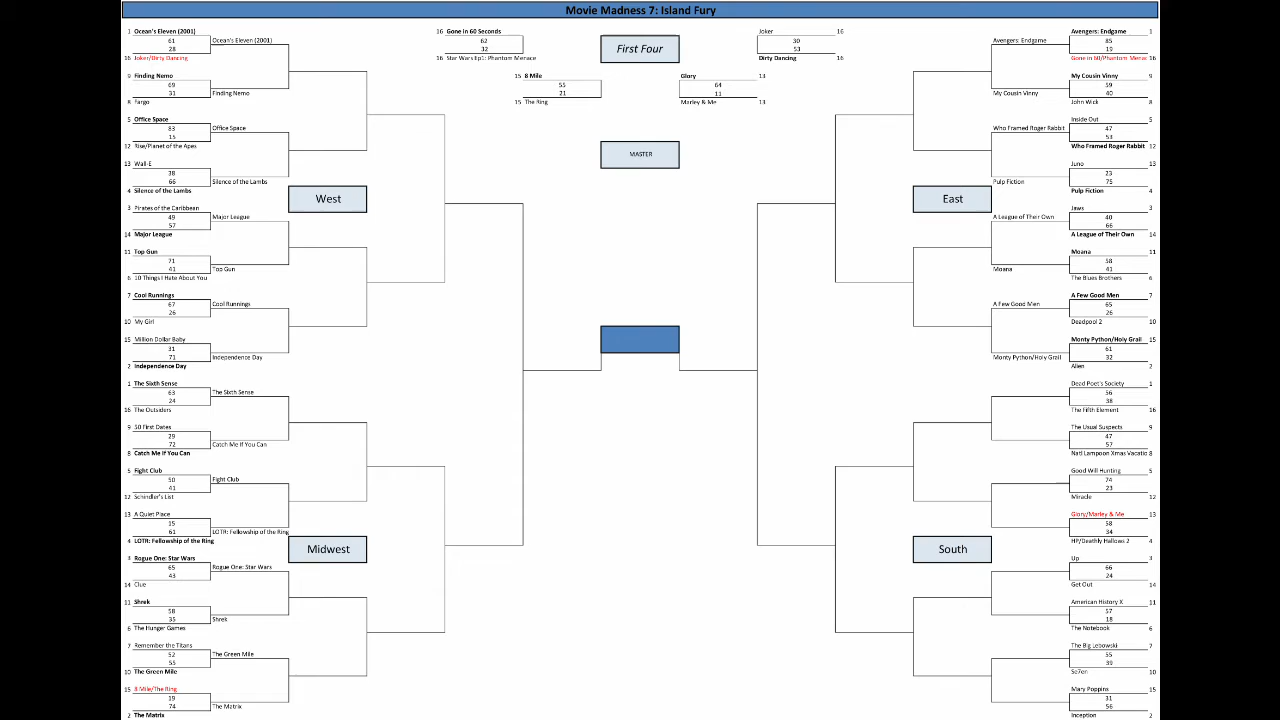 Movie Madness 7: Island Fury
First Four
16 Gone in 60 Seconds
62
32
16 Star Wars Ep1: Phantom Menace
15 8 Mile
55
21
15 The Ring
Joker 16
30
53
Dirty Dancing 16
Glory 13
64
11
Marley & Me 13
MASTER
West
1 Ocean's Eleven (2001)
61
28
16 Joker/Dirty Dancing
Ocean's Eleven (2001)
9 Finding Nemo
69
31
8 Fargo
Finding Nemo
5 Office Space
83
15
12 Rise/Planet of the Apes
Office Space
13 Wall-E
38
66
4 Silence of the Lambs
Silence of the Lambs
3 Pirates of the Caribbean
49
57
14 Major League
Major League
11 Top Gun
71
41
6 10 Things I Hate About You
Top Gun
7 Cool Runnings
67
26
10 My Girl
Cool Runnings
15 Million Dollar Baby
31
71
2 Independence Day
Independence Day
Midwest
1 The Sixth Sense
63
24
16 The Outsiders
The Sixth Sense
9 50 First Dates
29
72
8 Catch Me If You Can
Catch Me If You Can
5 Fight Club
50
41
12 Schindler's List
Fight Club
13 A Quiet Place
15
61
4 LOTR: Fellowship of the Ring
LOTR: Fellowship of the Ring
3 Rogue One: Star Wars
65
43
14 Clue
Rogue One: Star Wars
11 Shrek
58
35
6 The Hunger Games
Shrek
7 Remember the Titans
52
55
10 The Green Mile
The Green Mile
15 8 Mile/The Ring
19
74
2 The Matrix
The Matrix
East
Avengers: Endgame 1
85
19
Gone in 60/Phantom Menac 16
Avengers: Endgame
My Cousin Vinny 9
59
40
John Wick 8
My Cousin Vinny
Inside Out 5
47
53
Who Framed Roger Rabbit 12
Who Framed Roger Rabbit
Juno 13
23
75
Pulp Fiction 4
Pulp Fiction
Jaws 3
40
66
A League of Their Own 14
A League of Their Own
Moana 11
58
41
The Blues Brothers 6
Moana
A Few Good Men 7
65
26
Deadpool 2 10
A Few Good Men
Monty Python/Holy Grail 15
61
32
Alien 2
Monty Python/Holy Grail
South
Dead Poet's Society 1
56
38
The Fifth Element 16
The Usual Suspects 9
47
57
Natl Lampoon Xmas Vacatio 8
Good Will Hunting 5
74
23
Miracle 12
Glory/Marley & Me 13
58
34
HP/Deathly Hallows 2 4
Up 3
66
24
Get Out 14
American History X 11
57
18
The Notebook 6
The Big Lebowski 7
55
39
Se7en 10
Mary Poppins 15
31
56
Inception 2